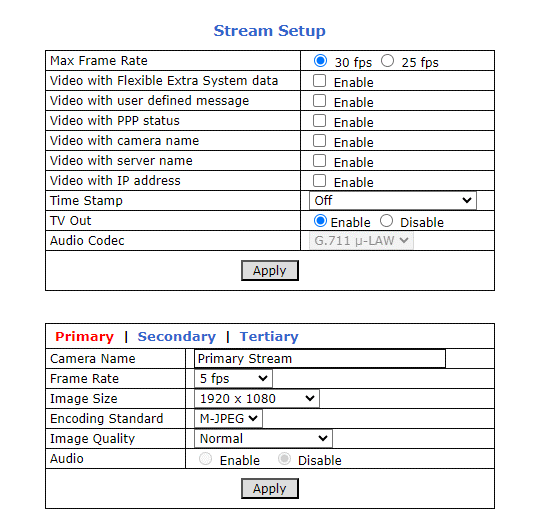 Stream Setup
Max Frame Rate 30 fps 25 fps
Video with Flexible Extra System data Enable
Video with user defined message Enable
Video with PPP status Enable
Video with camera name Enable
Video with server name Enable
Video with IP address Enable
Time Stamp Off
TV Out Enable Disable
Audio Codec G.711 μ-LAW
Apply
Primary | Secondary | Tertiary
Camera Name Primary Stream
Frame Rate 5 fps
Image Size 1920 x 1080
Encoding Standard M-JPEG
Image Quality Normal
Audio Enable Disable
Apply